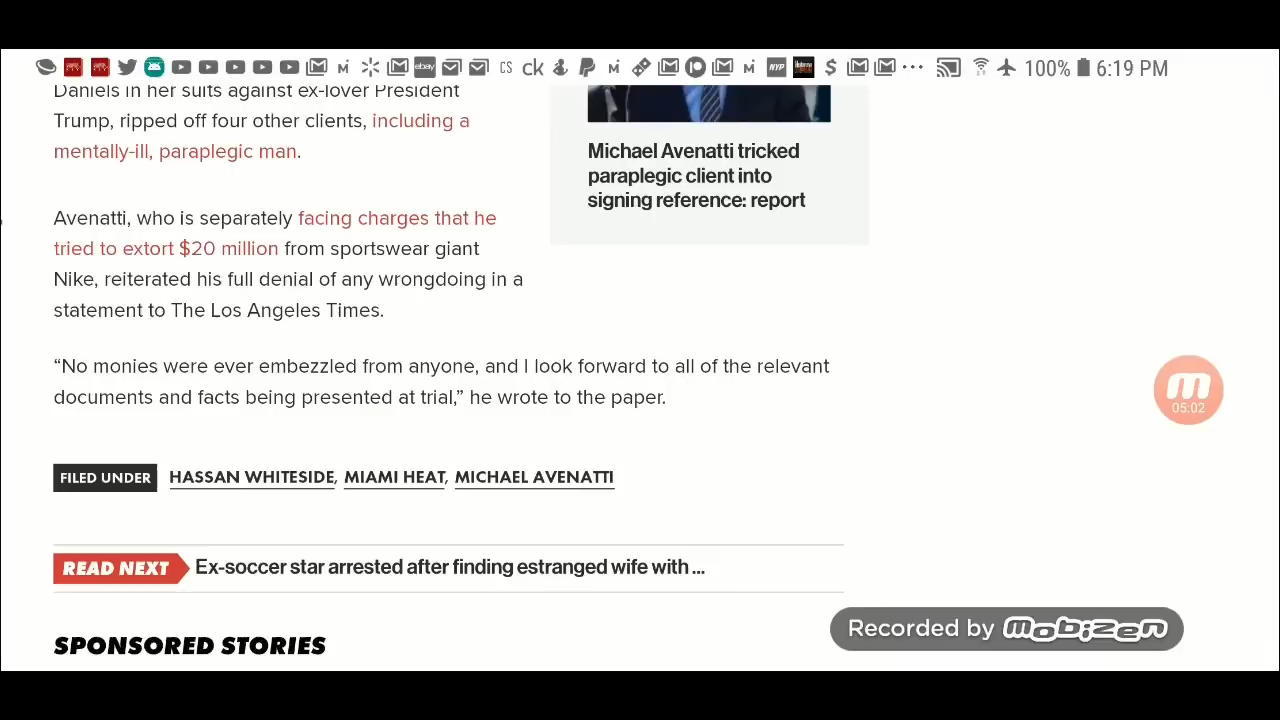 ebay CS ck NYP $ ··· 100% 6:19 PM
Daniels in her suits against ex-lover President
Trump, ripped off four other clients, including a
mentally-ill, paraplegic man.
Avenatti, who is separately facing charges that he
tried to extort $20 million from sportswear giant
Nike, reiterated his full denial of any wrongdoing in a
statement to The Los Angeles Times.
Michael Avenatti tricked
paraplegic client into
signing reference: report
“No monies were ever embezzled from anyone, and I look forward to all of the relevant
documents and facts being presented at trial,” he wrote to the paper.
05:02
FILED UNDER HASSAN WHITESIDE, MIAMI HEAT, MICHAEL AVENATTI
READ NEXT Ex-soccer star arrested after finding estranged wife with ...
Recorded by mobizen
SPONSORED STORIES